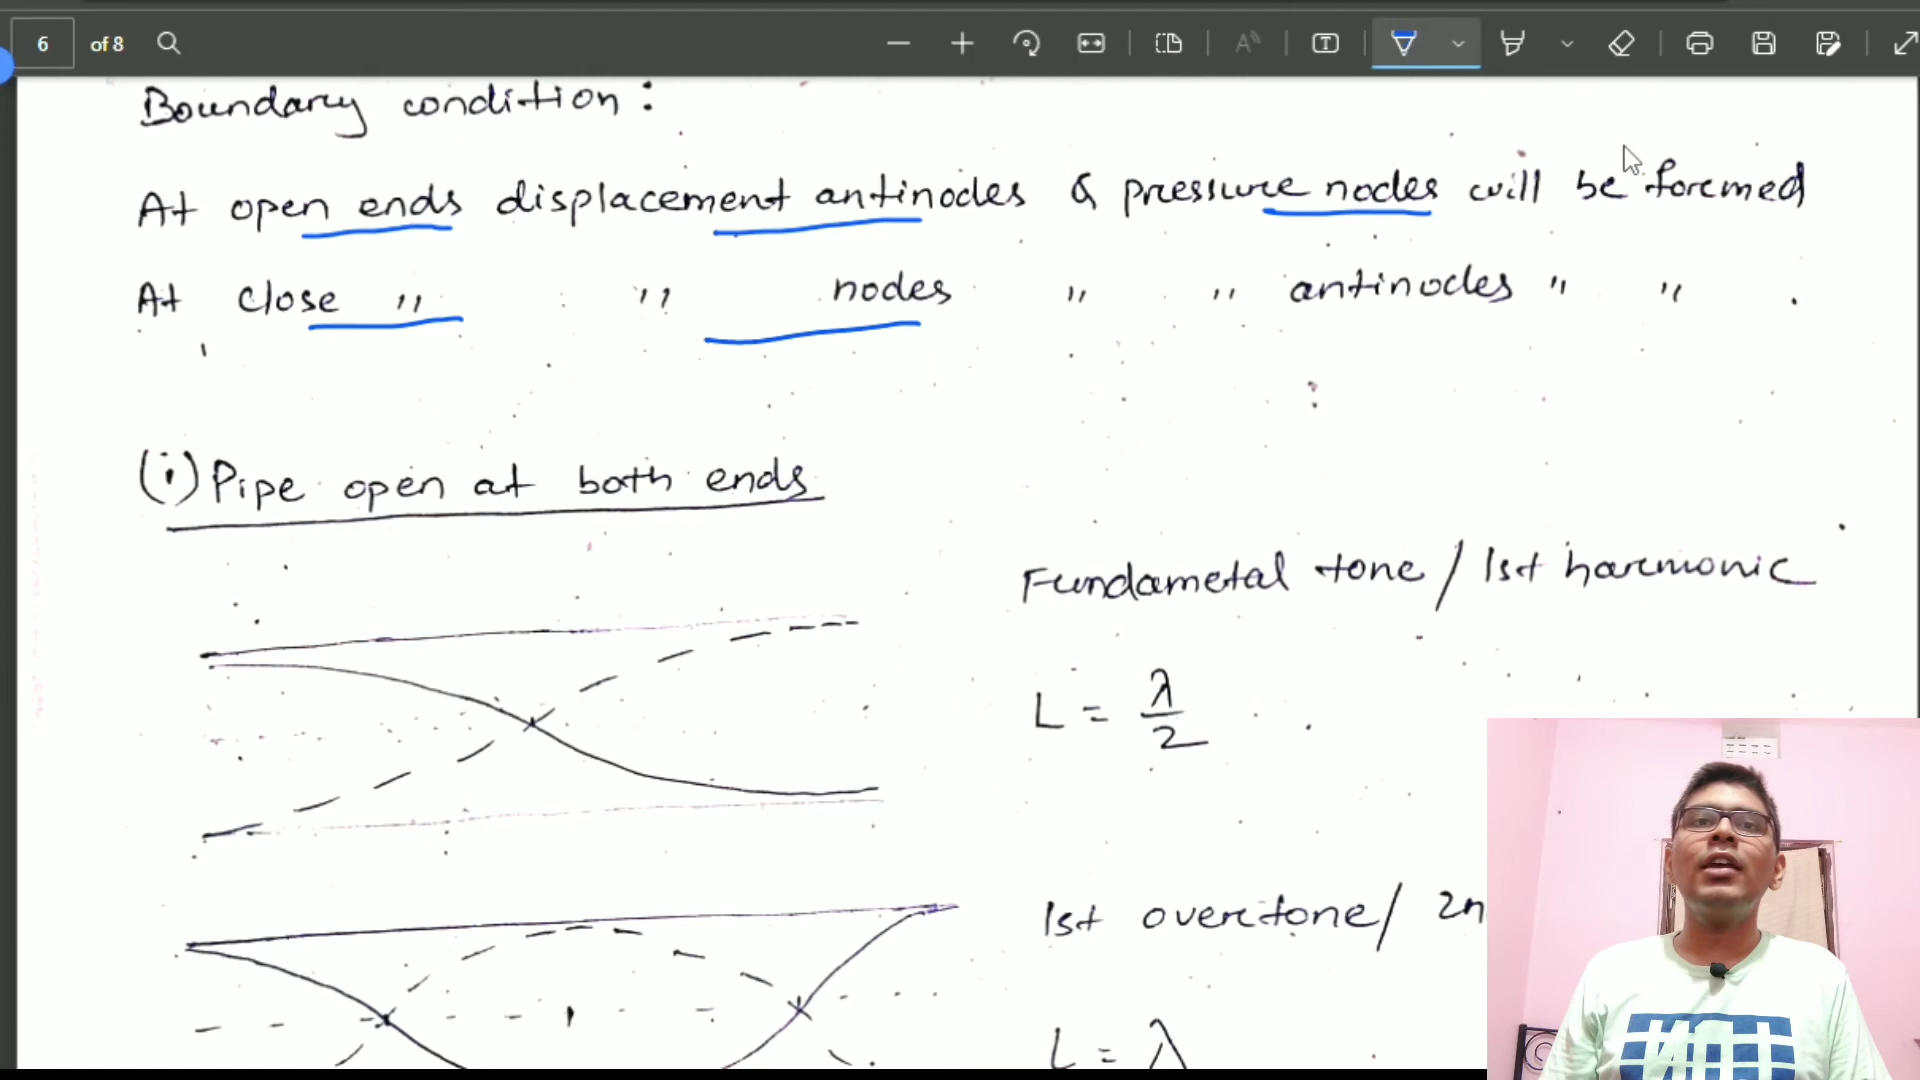 6 of 8
Boundary condition :
At open ends displacement antinodes & pressure nodes will be formed
At close " " nodes " " antinodes " " .
(i) Pipe open at both ends
Fundametal tone / 1st harmonic
L = λ/2
1st overtone / 2n
L = λ